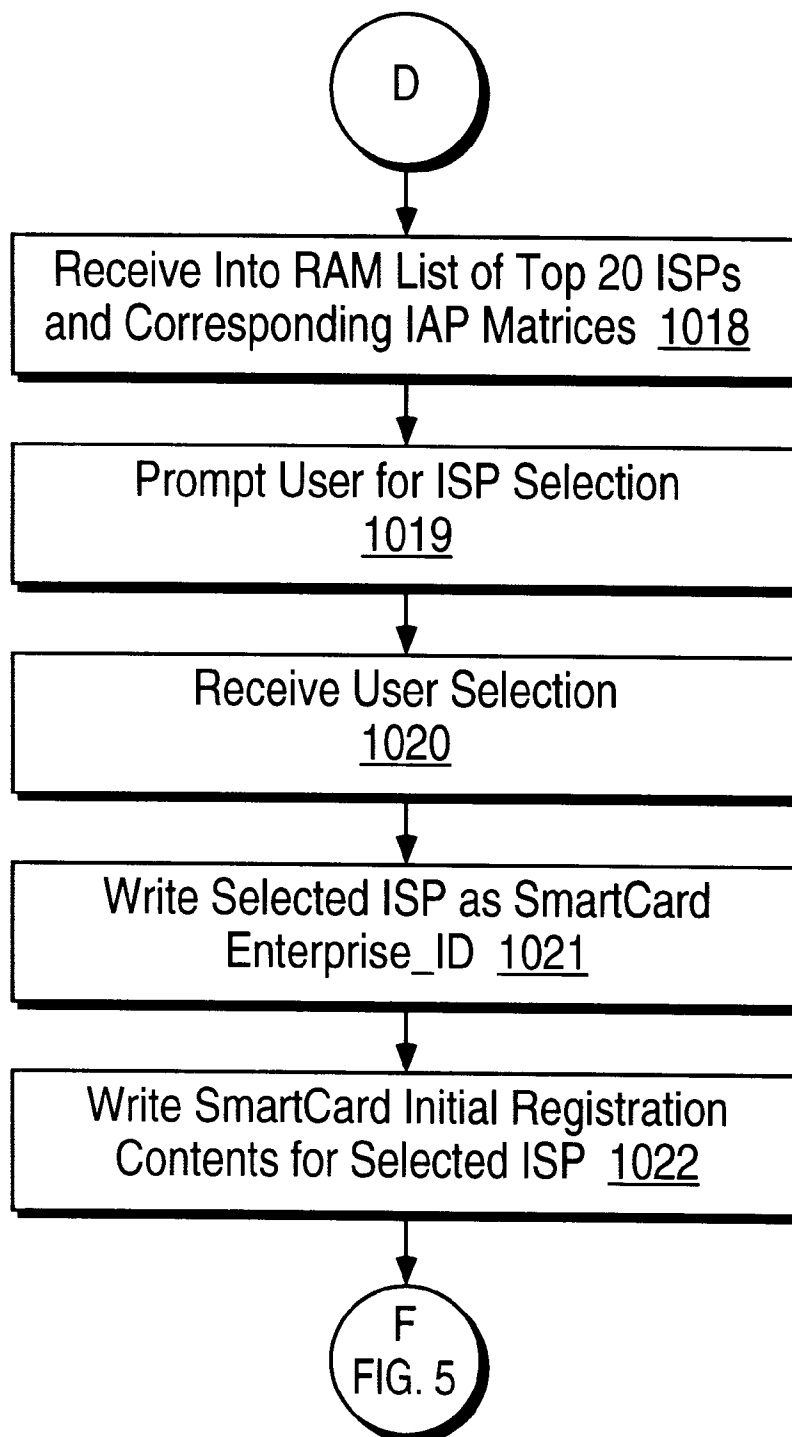 D
Receive Into RAM List of Top 20 ISPs
and Corresponding IAP Matrices 1018
Prompt User for ISP Selection
1019
Receive User Selection
1020
Write Selected ISP as SmartCard
Enterprise_ID 1021
Write SmartCard Initial Registration
Contents for Selected ISP 1022
F
FIG. 5